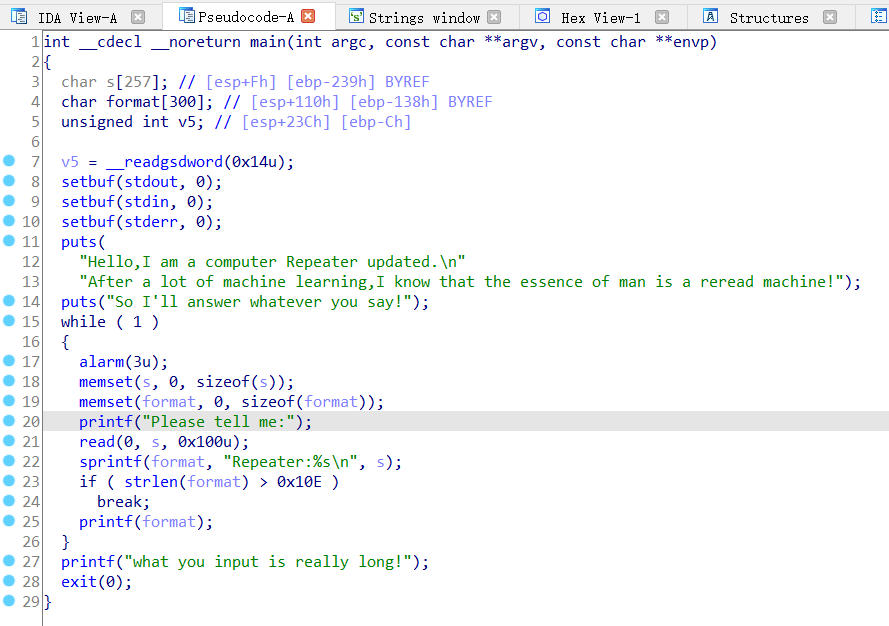 IDA View-A Pseudocode-A Strings window Hex View-1 Structures
1 int __cdecl __noreturn main(int argc, const char **argv, const char **envp)
2 {
3   char s[257]; // [esp+Fh] [ebp-239h] BYREF
4   char format[300]; // [esp+110h] [ebp-138h] BYREF
5   unsigned int v5; // [esp+23Ch] [ebp-Ch]
6
7   v5 = __readgsdword(0x14u);
8   setbuf(stdout, 0);
9   setbuf(stdin, 0);
10   setbuf(stderr, 0);
11   puts(
12     "Hello,I am a computer Repeater updated.\n"
13     "After a lot of machine learning,I know that the essence of man is a reread machine!");
14   puts("So I'll answer whatever you say!");
15   while ( 1 )
16   {
17     alarm(3u);
18     memset(s, 0, sizeof(s));
19     memset(format, 0, sizeof(format));
20     printf("Please tell me:");
21     read(0, s, 0x100u);
22     sprintf(format, "Repeater:%s\n", s);
23     if ( strlen(format) > 0x10E )
24       break;
25     printf(format);
26   }
27   printf("what you input is really long!");
28   exit(0);
29 }